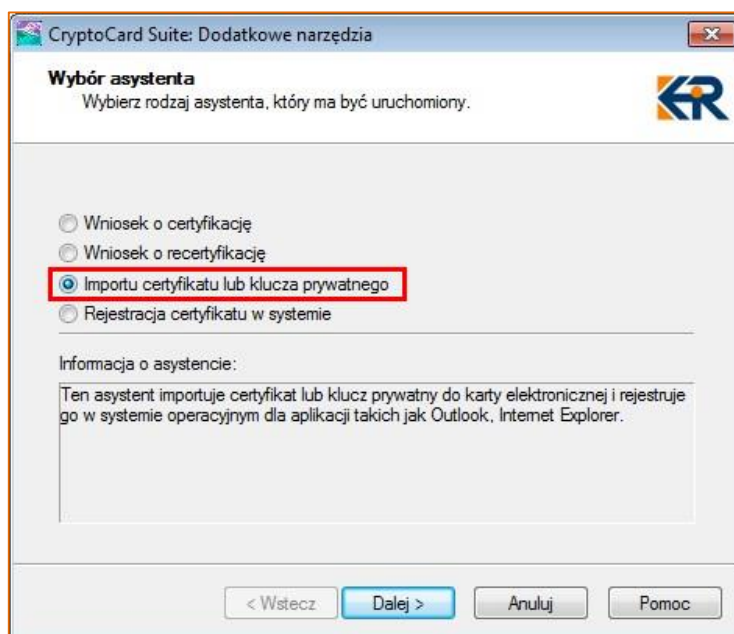 CryptoCard Suite: Dodatkowe narzędzia
Wybór asystenta
Wybierz rodzaj asystenta, który ma być uruchomiony.
KIR
Wniosek o certyfikację
Wniosek o recertyfikację
Importu certyfikatu lub klucza prywatnego
Rejestracja certyfikatu w systemie
Informacja o asystencie:
Ten asystent importuje certyfikat lub klucz prywatny do karty elektronicznej i rejestruje
go w systemie operacyjnym dla aplikacji takich jak Outlook, Internet Explorer.
< Wstecz
Dalej >
Anuluj
Pomoc